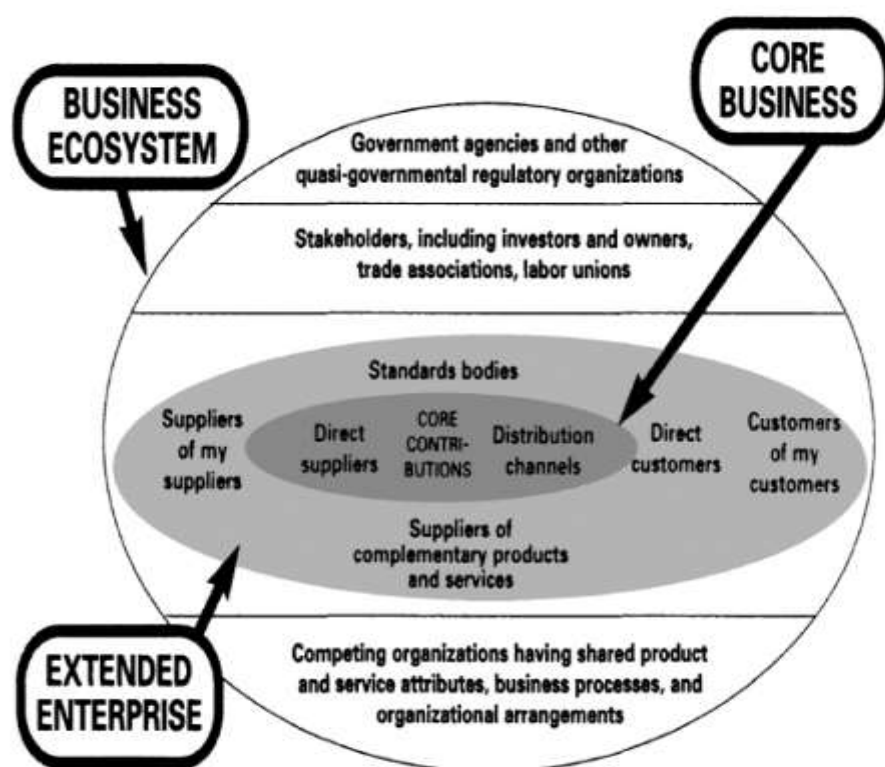 BUSINESS
ECOSYSTEM
CORE
BUSINESS
Government agencies and other
quasi-governmental regulatory organizations
Stakeholders, including investors and owners,
trade associations, labor unions
Standards bodies
Suppliers
of my
suppliers
Direct
suppliers
CORE
CONTRI-
BUTIONS
Distribution
channels
Direct
customers
Customers
of my
customers
Suppliers of
complementary products
and services
EXTENDED
ENTERPRISE
Competing organizations having shared product
and service attributes, business processes, and
organizational arrangements